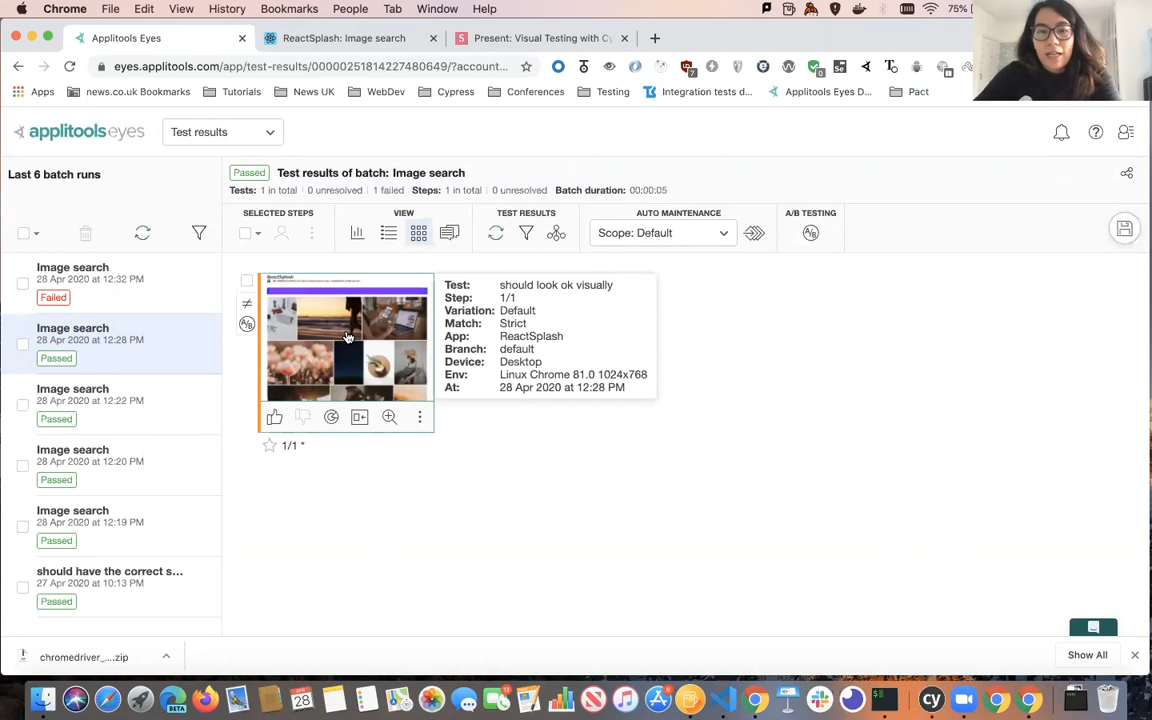 Chrome File Edit View History Bookmarks People Tab Window Help 75%
Applitools Eyes ReactSplash: Image search Present: Visual Testing with Cy
eyes.applitools.com/app/test-results/00000251814227480649/?account...
Apps news.co.uk Bookmarks Tutorials News UK WebDev Cypress Conferences Testing Integration tests d... Applitools Eyes D... Pact
applitools eyes Test results
Last 6 batch runs
Passed Test results of batch: Image search
Tests: 1 in total 0 unresolved 1 failed Steps: 1 in total 0 unresolved Batch duration: 00:00:05
SELECTED STEPS VIEW TEST RESULTS AUTO MAINTENANCE A/B TESTING
Scope: Default
Image search
28 Apr 2020 at 12:32 PM
Failed
Image search
28 Apr 2020 at 12:28 PM
Passed
Image search
28 Apr 2020 at 12:22 PM
Passed
Image search
28 Apr 2020 at 12:20 PM
Passed
Image search
28 Apr 2020 at 12:19 PM
Passed
should have the correct s...
27 Apr 2020 at 10:13 PM
Passed
ReactSplash
Test: should look ok visually
Step: 1/1
Variation: Default
Match: Strict
App: ReactSplash
Branch: default
Device: Desktop
Env: Linux Chrome 81.0 1024x768
At: 28 Apr 2020 at 12:28 PM
1/1 *
chromedriver_....zip
Show All